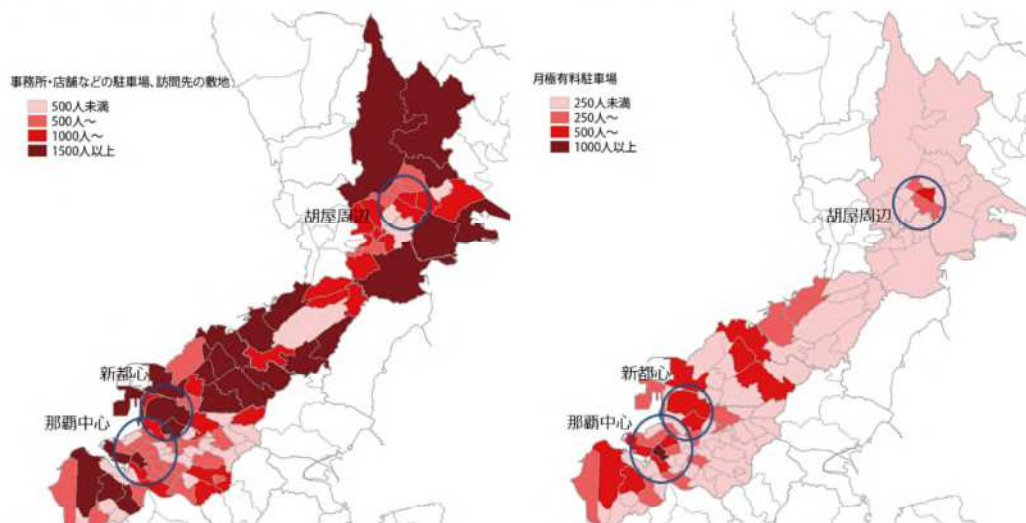 事務所・店舗などの駐車場、訪問先の敷地
500人未満
500人～
1000人～
1500人以上
胡屋周辺
新都心
那覇中心
月極有料駐車場
250人未満
250人～
500人～
1000人以上
胡屋周辺
新都心
那覇中心